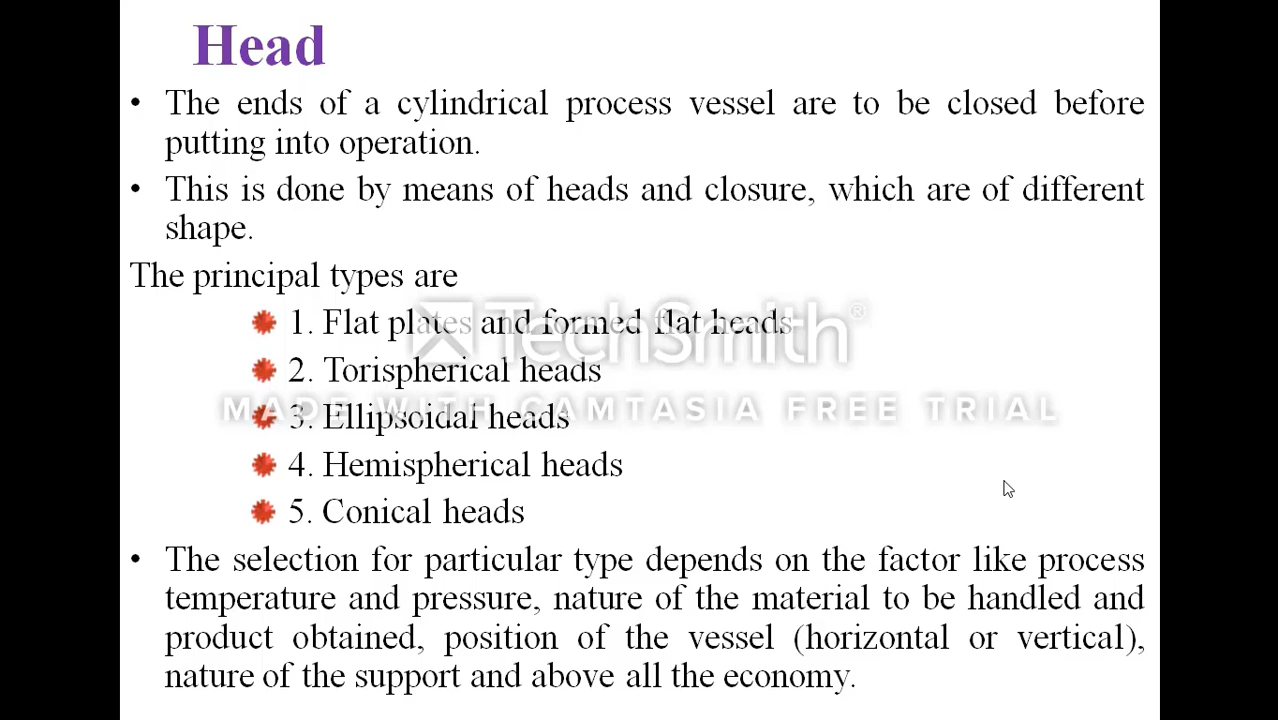 Head
• The ends of a cylindrical process vessel are to be closed before
putting into operation.
• This is done by means of heads and closure, which are of different
shape.
The principal types are
1. Flat plates and formed flat heads
2. Torispherical heads
3. Ellipsoidal heads
4. Hemispherical heads
5. Conical heads
• The selection for particular type depends on the factor like process
temperature and pressure, nature of the material to be handled and
product obtained, position of the vessel (horizontal or vertical),
nature of the support and above all the economy.
TechSmith®
MADE WITH CAMTASIA FREE TRIAL